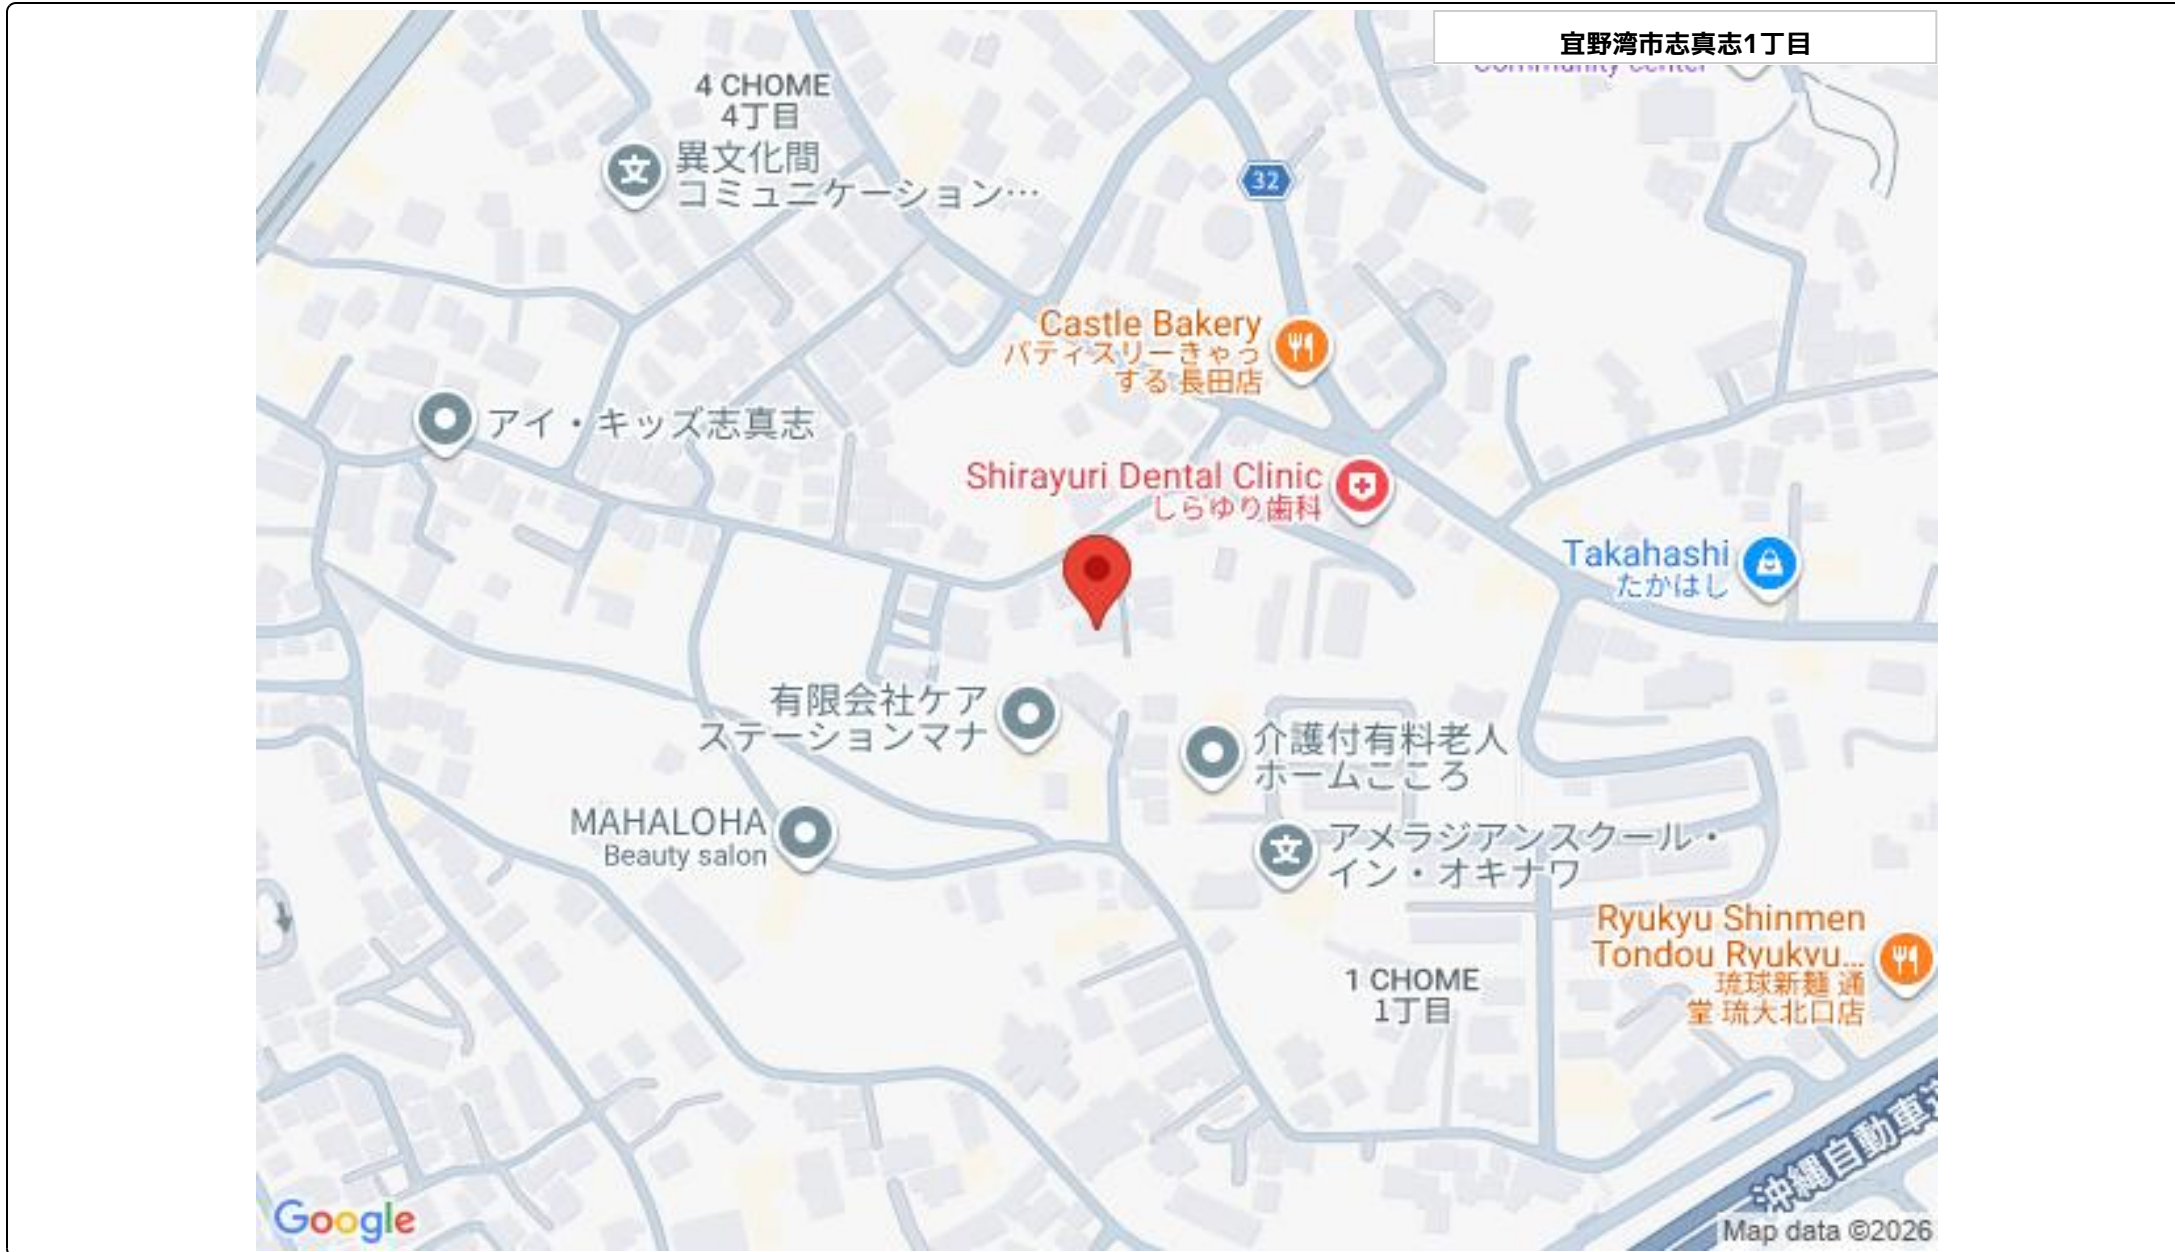 宜野湾市志真志1丁目
4 CHOME
4丁目
異文化間
コミュニケーション…
32
Castle Bakery
パティスリーきゃっ
する 長田店
アイ・キッズ志真志
Shirayuri Dental Clinic
しらゆり歯科
Takahashi
たかはし
有限会社ケア
ステーションマナ
介護付有料老人
ホームこころ
MAHALOHA
Beauty salon
アメラジアンスクール・
イン・オキナワ
Ryukyu Shinmen
Tondou Ryukyu...
琉球新麺 通
堂 琉大北口店
1 CHOME
1丁目
沖縄自動車道
Google
Map data ©2026